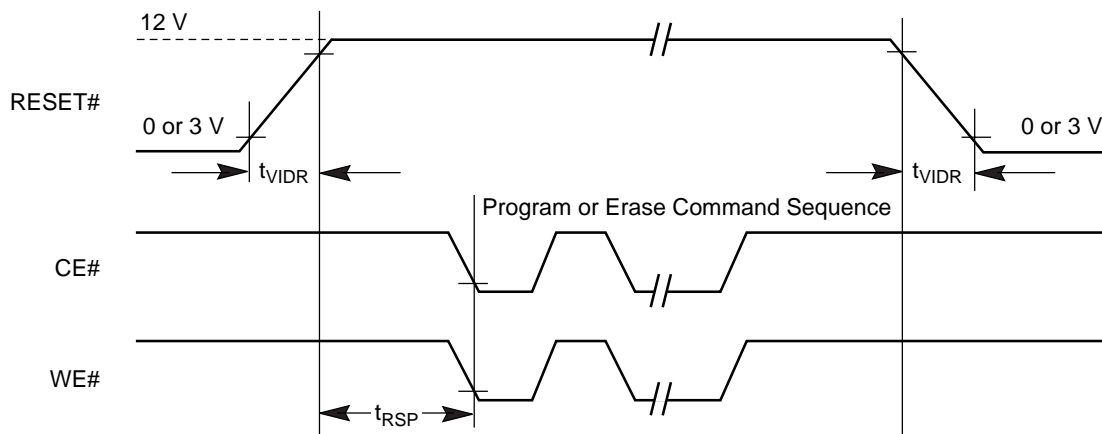 12 V
RESET#
0 or 3 V
0 or 3 V
tVIDR
tVIDR
Program or Erase Command Sequence
CE#
WE#
tRSP